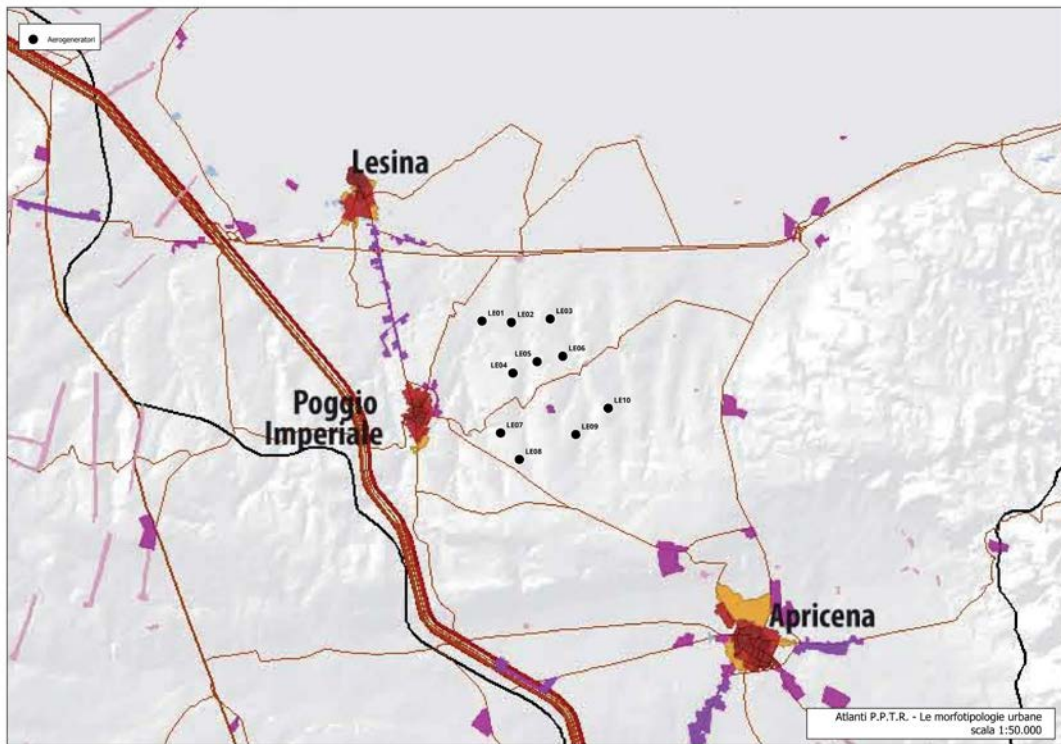 Aerogeneratori
Lesina
LE01
LE02
LE03
LE06
LE05
LE04
Poggio
Imperiale
LE10
LE07
LE09
LE08
Apricena
Atlanti P.P.T.R. - Le morfotipologie urbane
scala 1:50.000